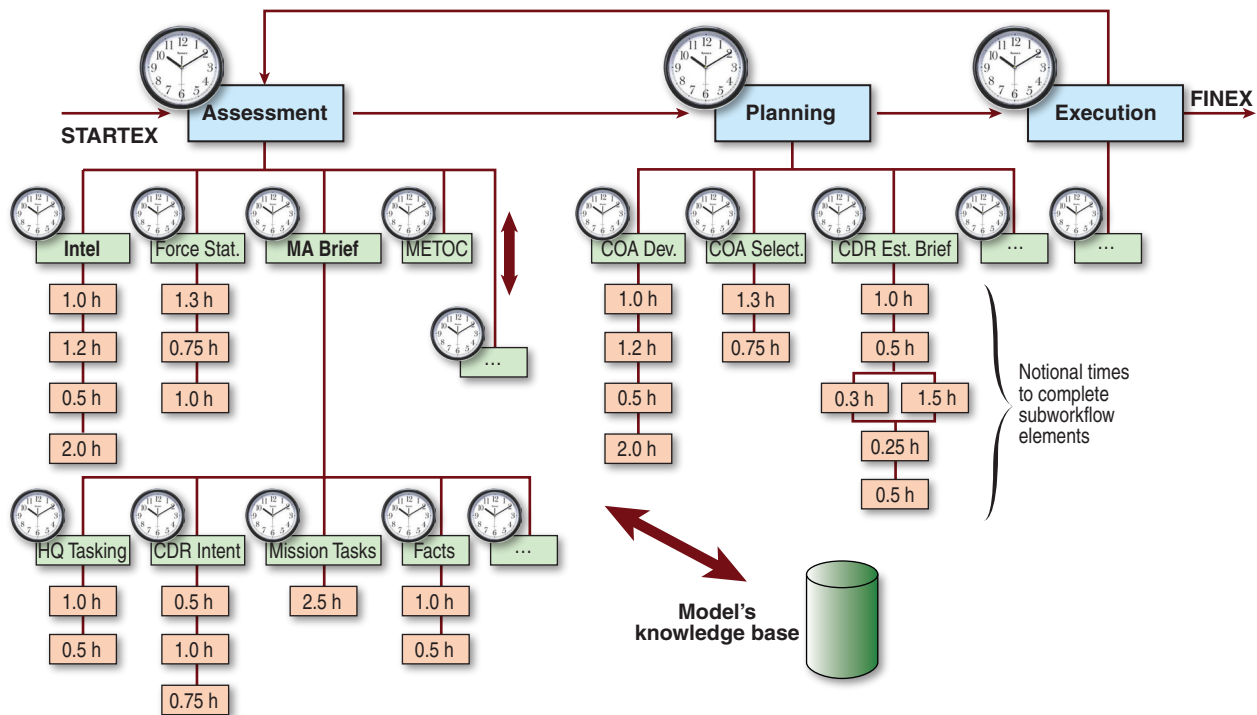 STARTEX
Assessment
Planning
Execution
FINEX
Intel
Force Stat.
MA Brief
METOC
...
COA Dev.
COA Select.
CDR Est. Brief
...
...
1.0 h
1.2 h
0.5 h
2.0 h
1.3 h
0.75 h
1.0 h
1.0 h
1.2 h
0.5 h
2.0 h
1.3 h
0.75 h
1.0 h
0.5 h
0.3 h
1.5 h
0.25 h
0.5 h
Notional times
to complete
subworkflow
elements
HQ Tasking
CDR Intent
Mission Tasks
Facts
...
1.0 h
0.5 h
0.5 h
1.0 h
0.75 h
2.5 h
1.0 h
0.5 h
Model's
knowledge base